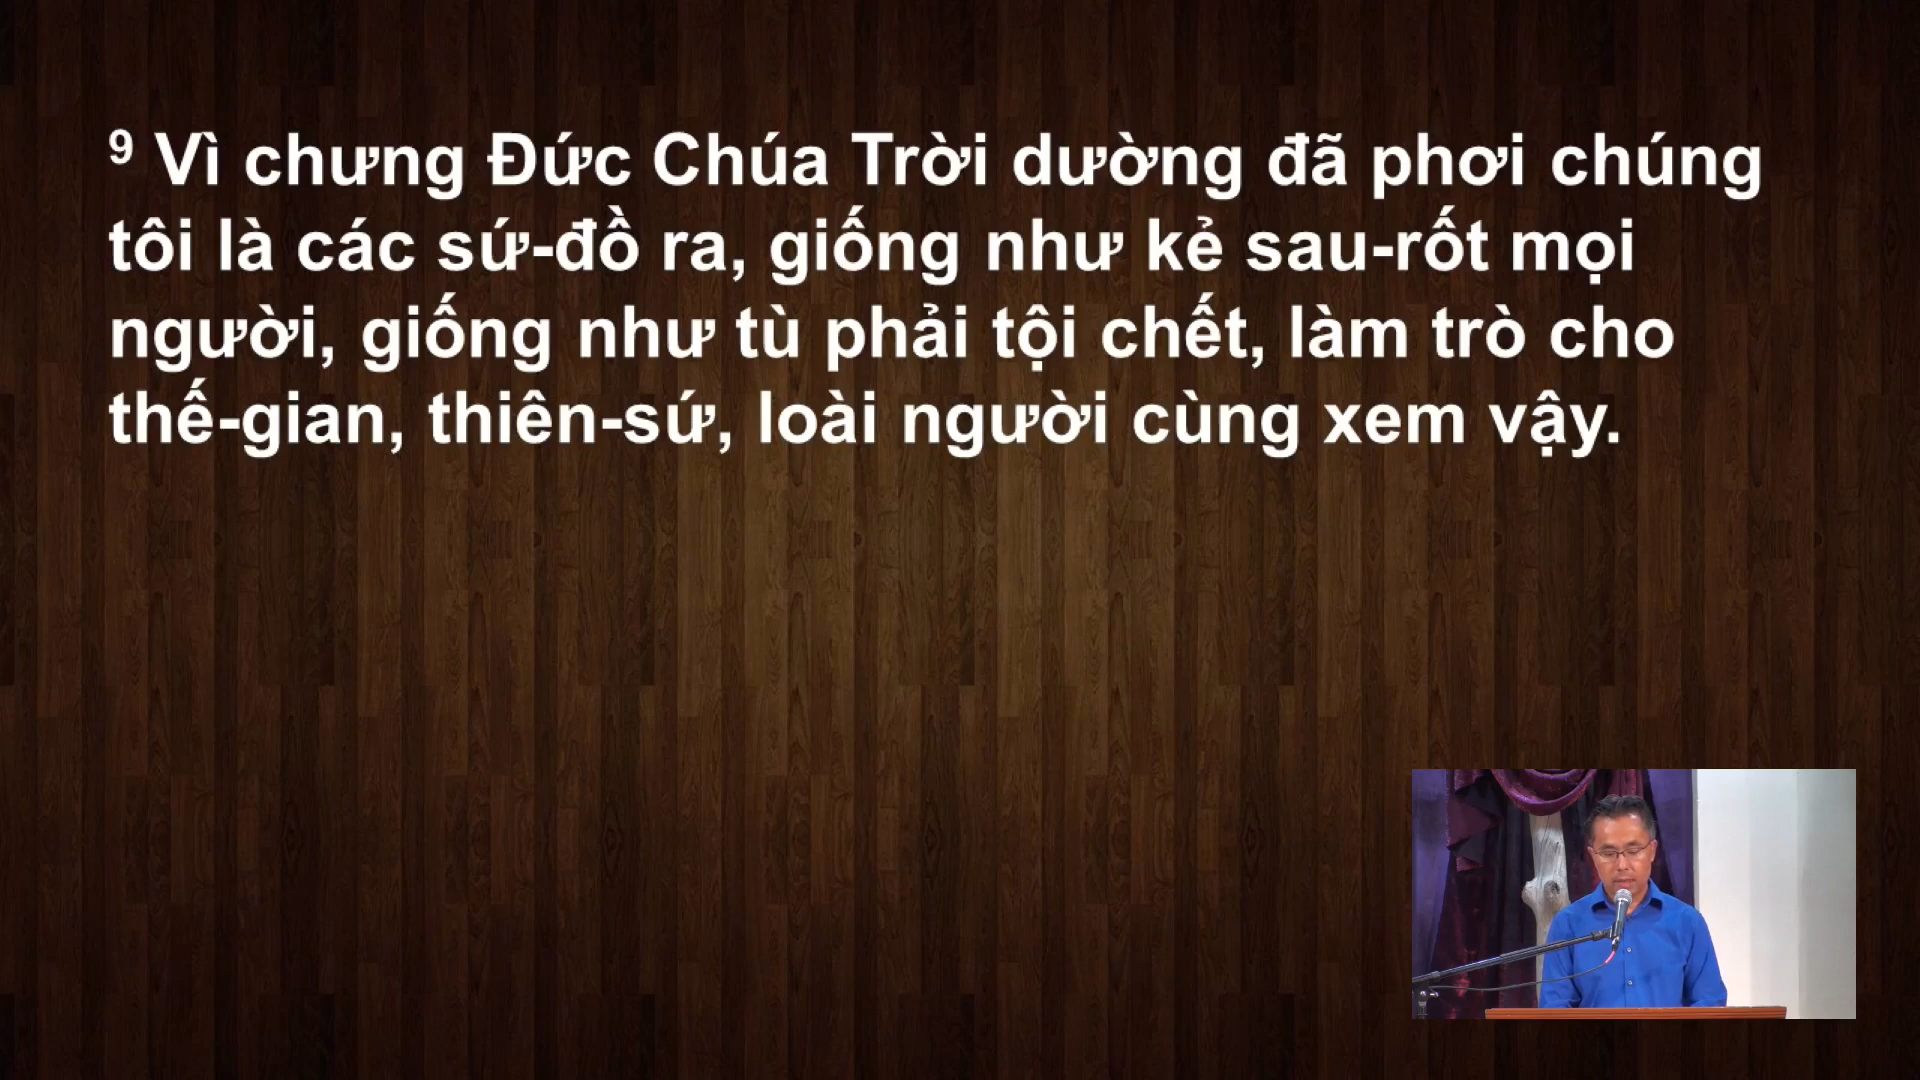 9 Vì chưng Đức Chúa Trời dường đã phơi chúng
tôi là các sứ-đồ ra, giống như kẻ sau-rốt mọi
người, giống như tù phải tội chết, làm trò cho
thế-gian, thiên-sứ, loài người cùng xem vậy.